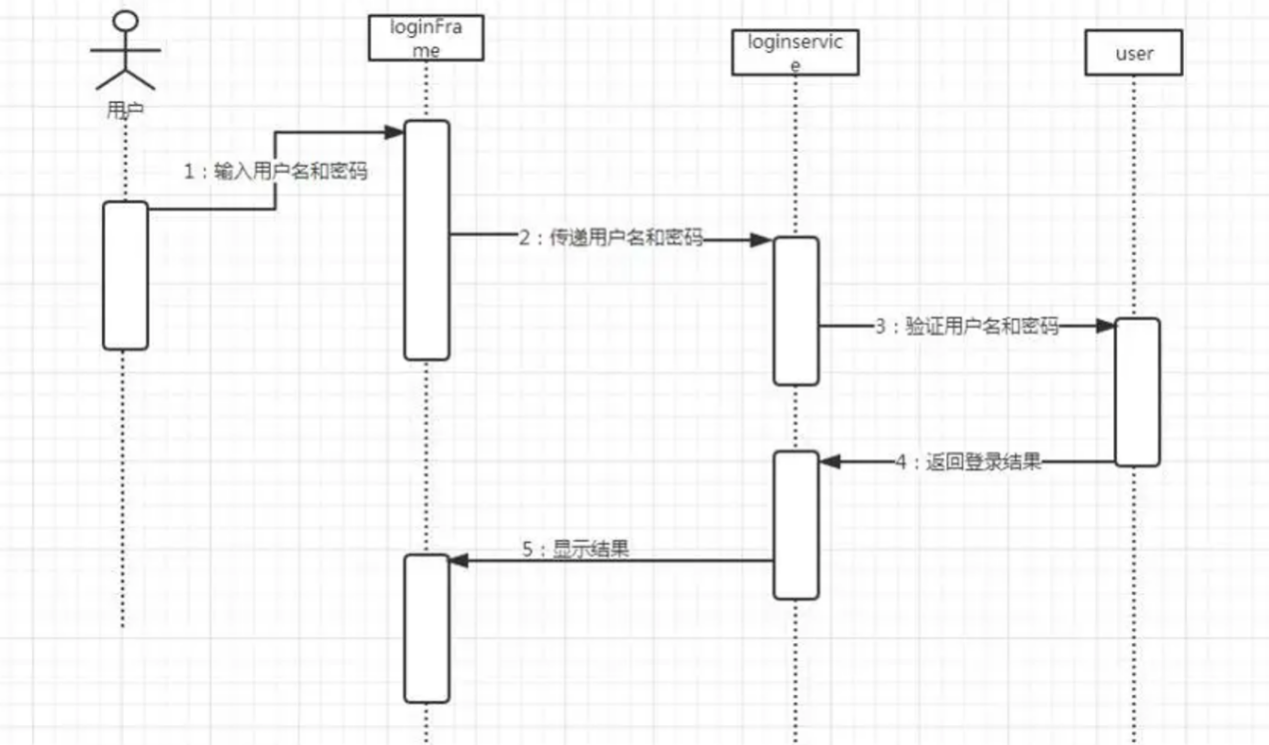 loginFra
me
loginservic
e
user
用户
1：输入用户名和密码
2：传递用户名和密码
3：验证用户名和密码
4：返回登录结果
5：显示结果